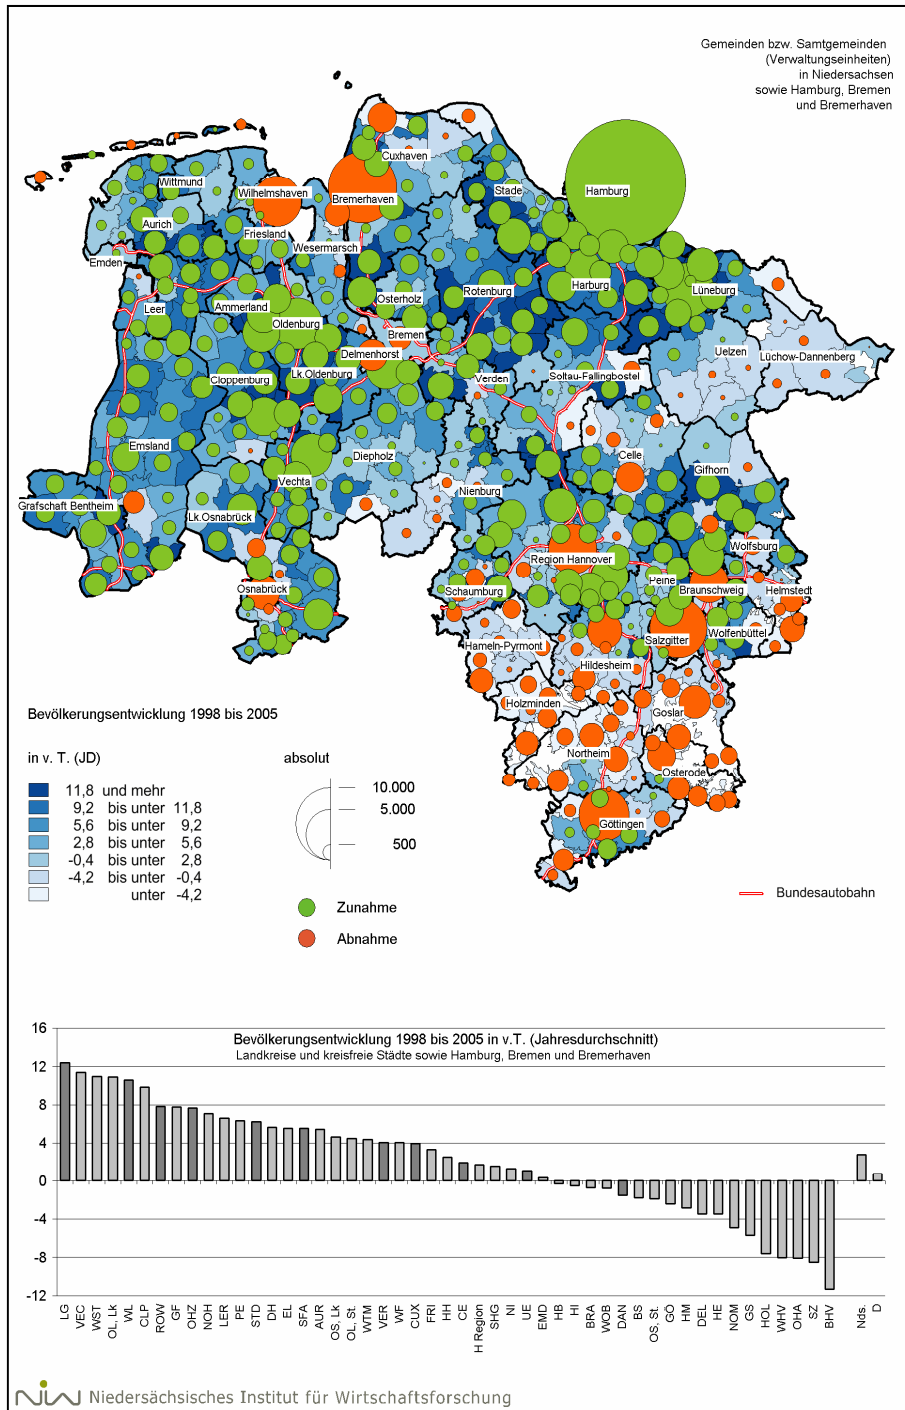 Gemeinden bzw. Samtgemeinden
(Verwaltungseinheiten)
in Niedersachsen
sowie Hamburg, Bremen
und Bremerhaven
Cuxhaven
Wittmund
Wilhelmshaven
Bremerhaven
Stade
Hamburg
Aurich
Friesland
Wesermarsch
Emden
Leer
Ammerland
Osterholz
Rotenburg
Harburg
Lüneburg
Oldenburg
Bremen
Delmenhorst
Uelzen
Lüchow-Dannenberg
Cloppenburg
Lk.Oldenburg
Verden
Soltau-Fallingbostel
Emsland
Diepholz
Celle
Gifhorn
Vechta
Nienburg
Grafschaft Bentheim
Lk.Osnabrück
Wolfsburg
Region Hannover
Osnabrück
Schaumburg
Peine
Braunschweig
Helmstedt
Hameln-Pyrmont
Salzgitter
Wolfenbüttel
Hildesheim
Holzminden
Goslar
Northeim
Osterode
Göttingen
Bevölkerungsentwicklung 1998 bis 2005
in v. T. (JD)
11,8 und mehr
9,2 bis unter 11,8
5,6 bis unter 9,2
2,8 bis unter 5,6
-0,4 bis unter 2,8
-4,2 bis unter -0,4
unter -4,2
absolut
10.000
5.000
500
Zunahme
Abnahme
Bundesautobahn
Bevölkerungsentwicklung 1998 bis 2005 in v.T. (Jahresdurchschnitt)
Landkreise und kreisfreie Städte sowie Hamburg, Bremen und Bremerhaven
16
12
8
4
0
-4
-8
-12
LG
VEC
WST
OL, Lk
WL
CLP
ROW
GF
OHZ
NOH
LER
PE
STD
DH
EL
SFA
AUR
OS, Lk
OL, St.
WTM
VER
WF
CUX
FRI
HH
CE
H Region
SHG
NI
UE
EMD
HB
HI
BRA
WOB
DAN
BS
OS, St.
GÖ
HM
DEL
HE
NOM
GS
HOL
WHV
OHA
SZ
BHV
Nds.
D
NIW Niedersächsisches Institut für Wirtschaftsforschung